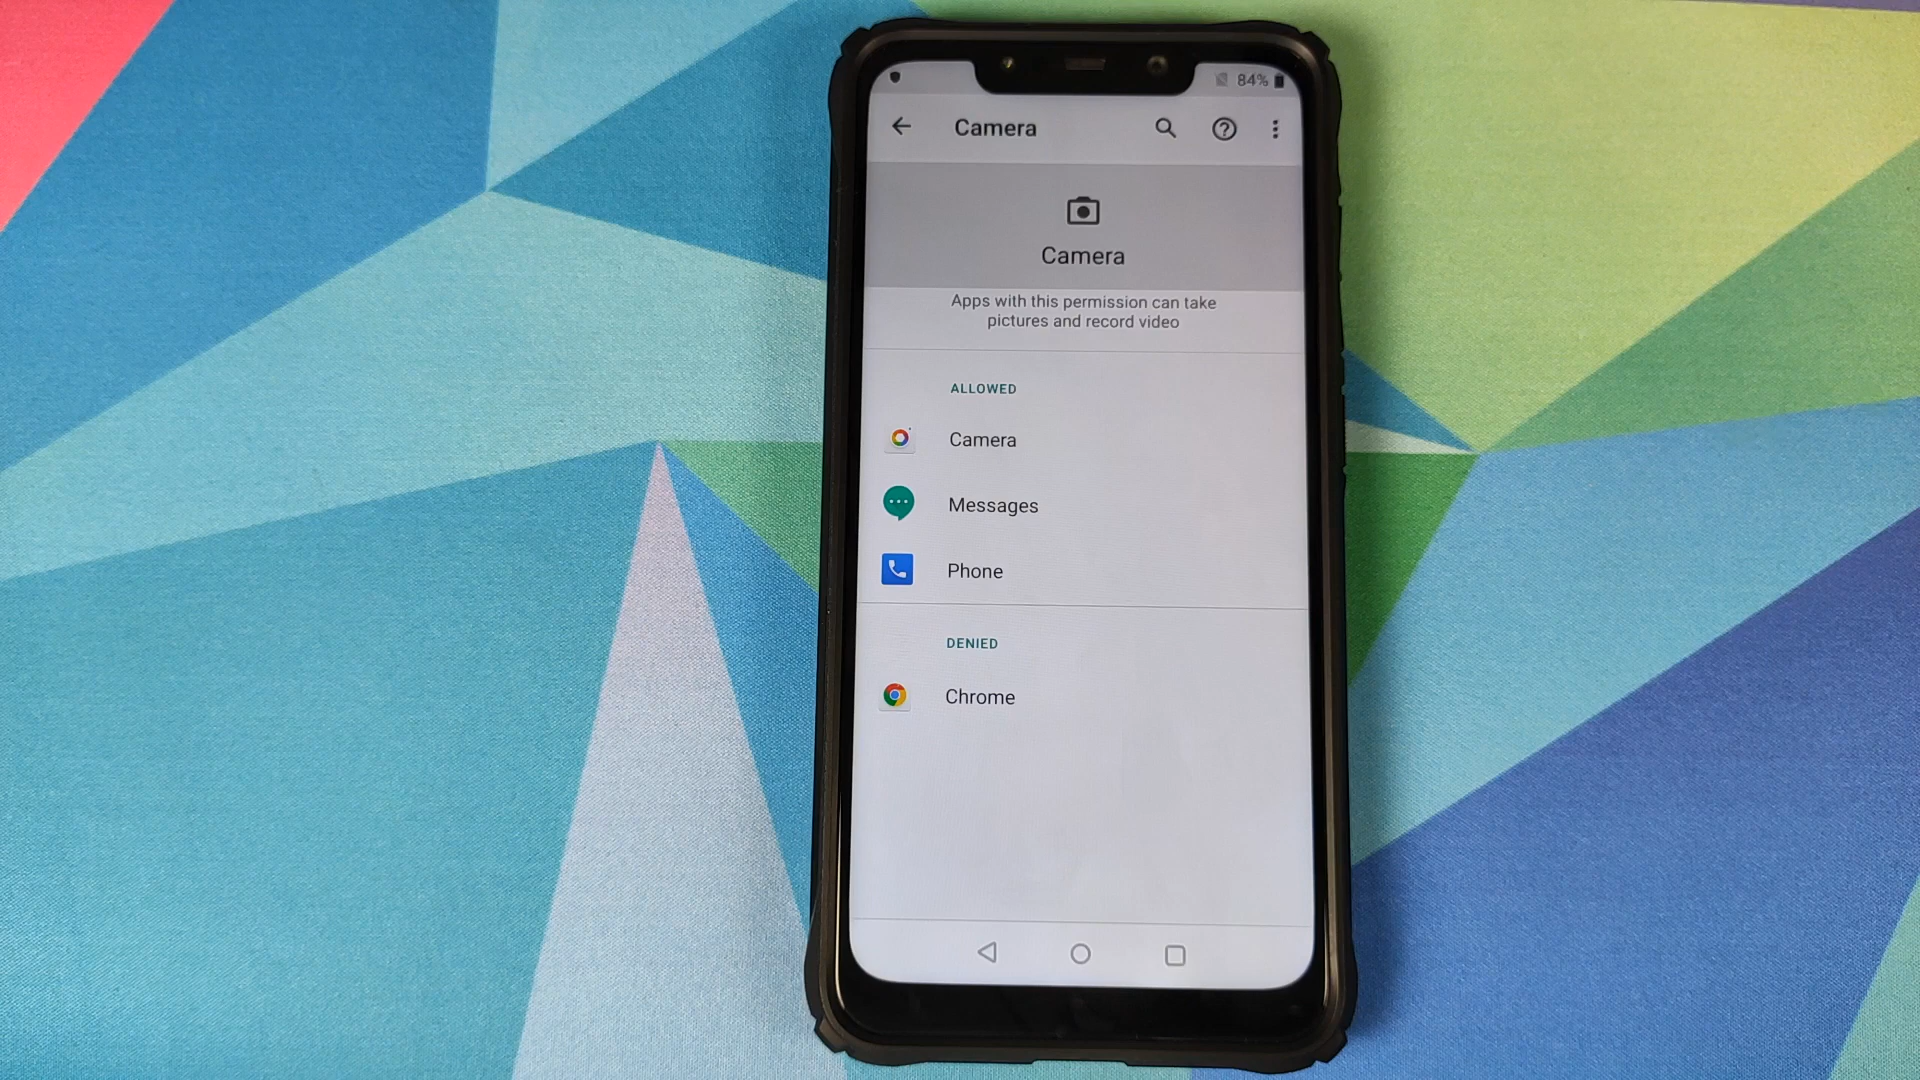 84%
Camera
Camera
Apps with this permission can take
pictures and record video
ALLOWED
Camera
Messages
Phone
DENIED
Chrome